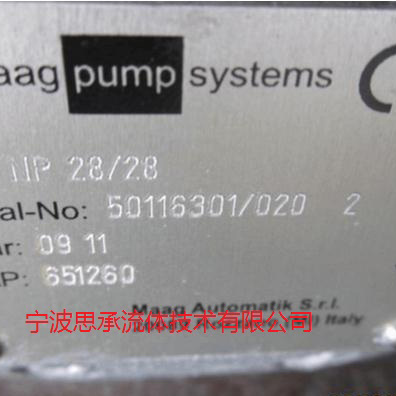 aag pump systems
NP 28/28
al-No: 50116301/020 2
r: 09 11
P: 651260
Maag Automatik S.r.l.
Italy
宁波思承流体技术有限公司